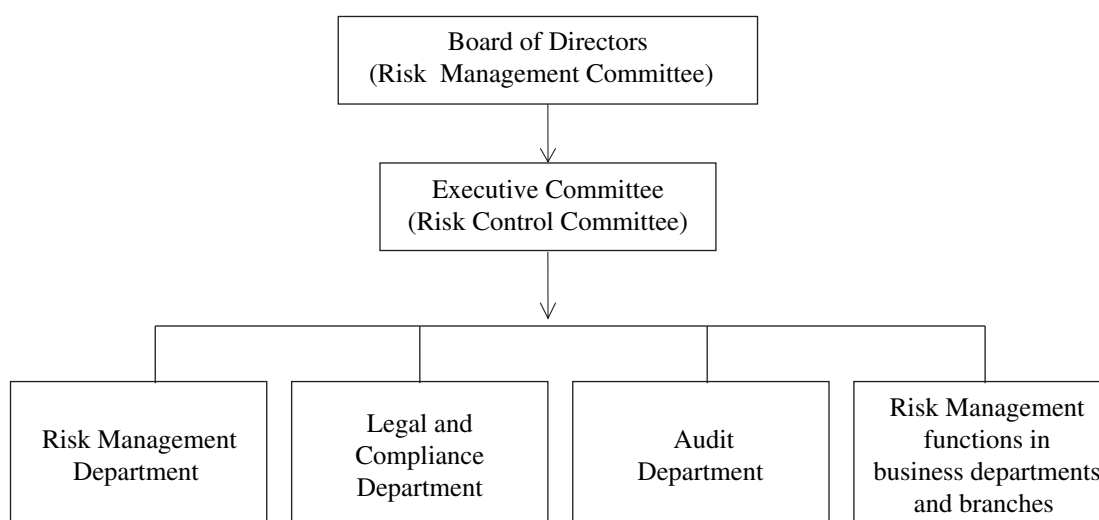 Board of Directors
(Risk Management Committee)
Executive Committee
(Risk Control Committee)
Risk Management
Department
Legal and
Compliance
Department
Audit
Department
Risk Management
functions in
business departments
and branches